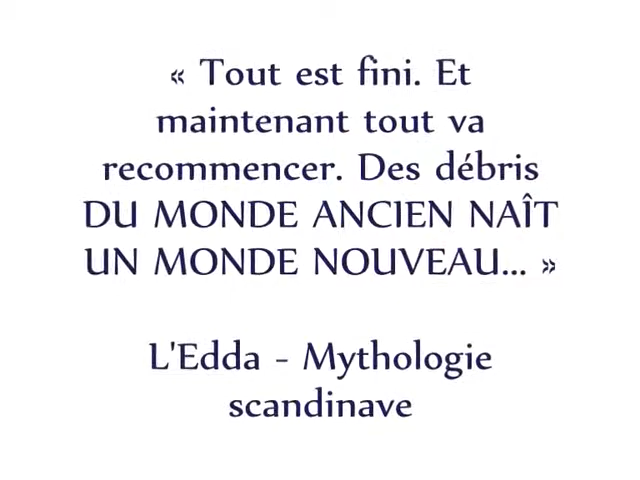 « Tout est fini. Et
maintenant tout va
recommencer. Des débris
DU MONDE ANCIEN NAÎT
UN MONDE NOUVEAU... »
L'Edda - Mythologie
scandinave